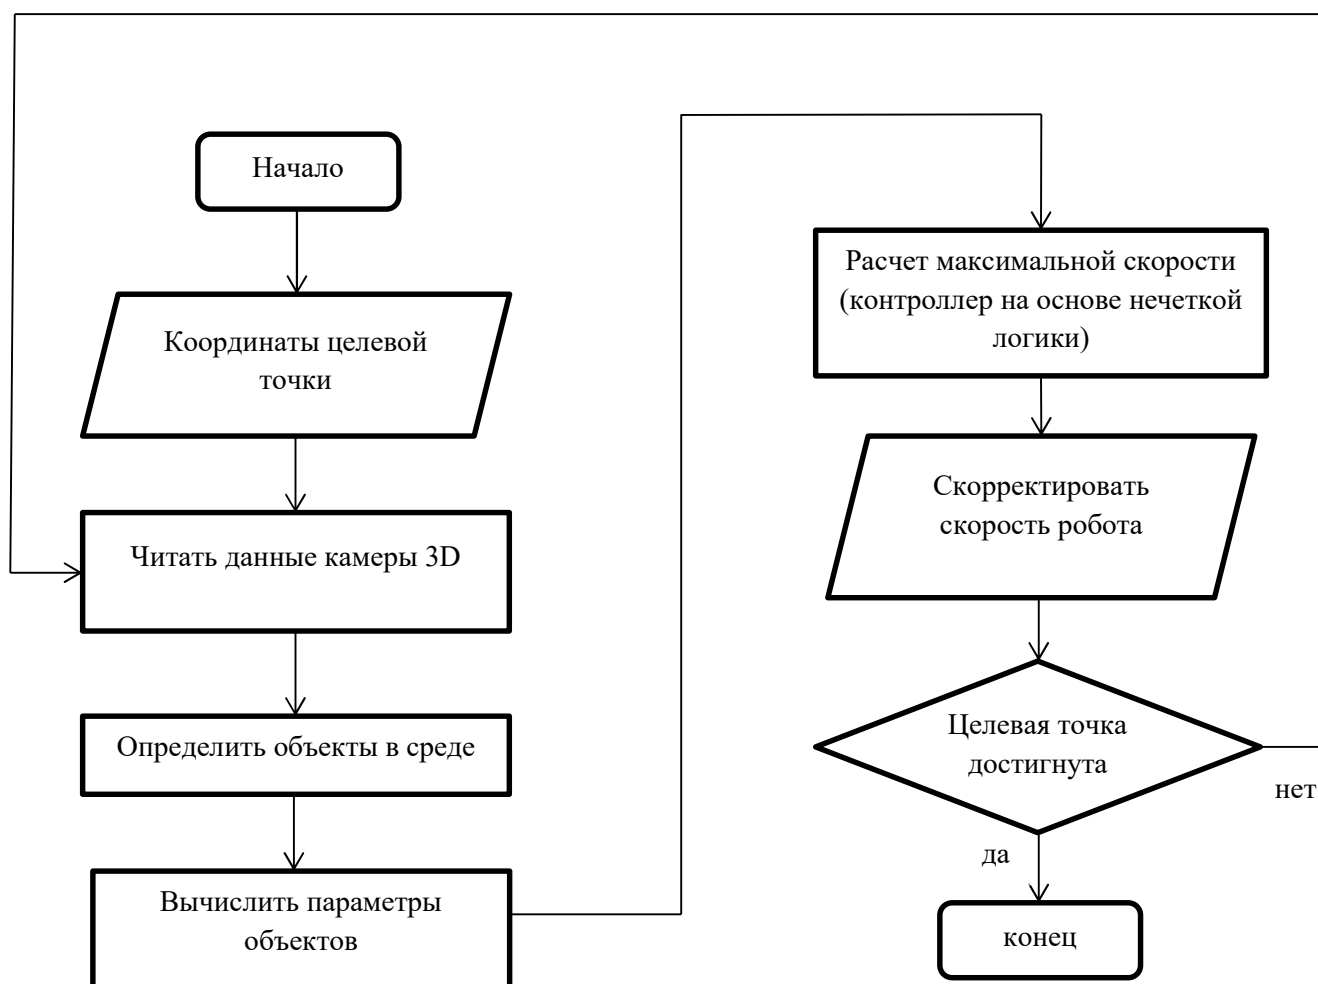 Начало
Координаты целевой
точки
Читать данные камеры 3D
Определить объекты в среде
Вычислить параметры
объектов
Расчет максимальной скорости
(контроллер на основе нечеткой
логики)
Скорректировать
скорость робота
Целевая точка
достигнута
нет
да
конец